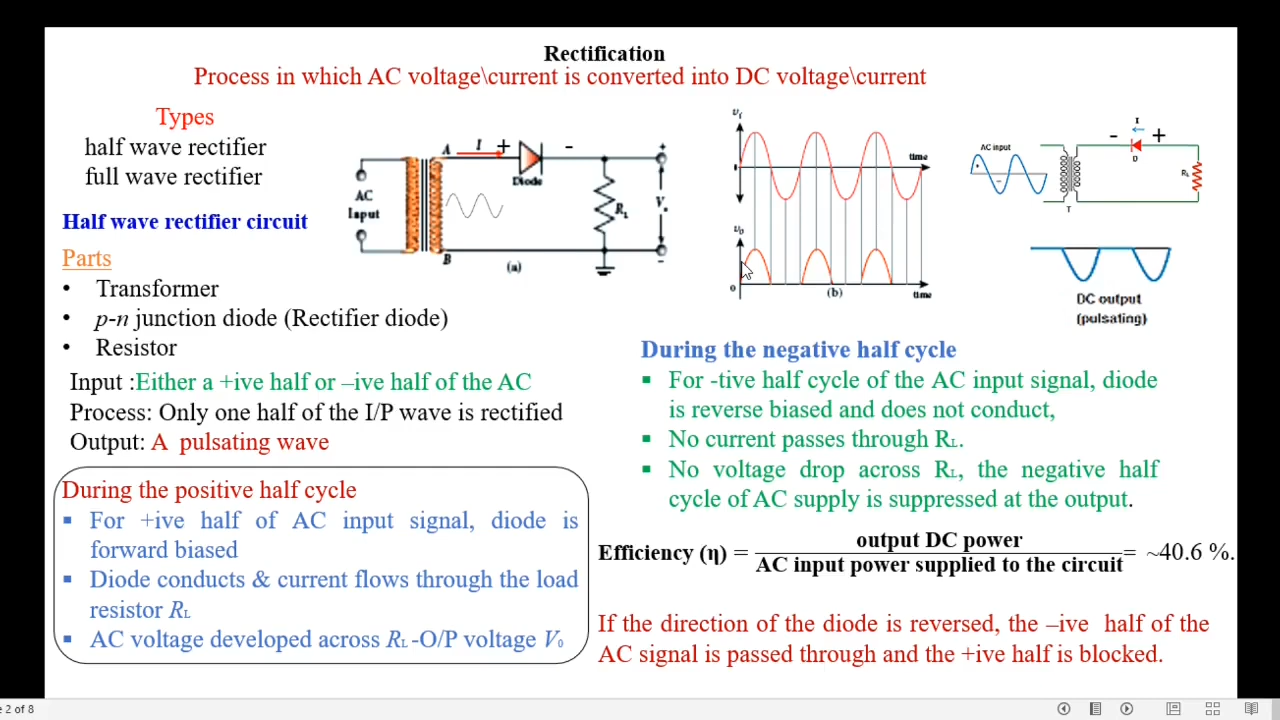 Rectification
Process in which AC voltage\current is converted into DC voltage\current
Types
half wave rectifier
full wave rectifier
Half wave rectifier circuit
Parts
• Transformer
• p-n junction diode (Rectifier diode)
• Resistor
Input :Either a +ive half or –ive half of the AC
Process: Only one half of the I/P wave is rectified
Output: A pulsating wave
During the positive half cycle
▪ For +ive half of AC input signal, diode is
forward biased
▪ Diode conducts & current flows through the load
resistor RL
▪ AC voltage developed across RL -O/P voltage V0
AC
Input
A
I
+
-
Diode
RL
+
V
-
B
(a)
time
υ0
0
(b)
time
AC input
+
–
T
-
I
+
D
RL
DC output
(pulsating)
During the negative half cycle
▪ For -tive half cycle of the AC input signal, diode
is reverse biased and does not conduct,
▪ No current passes through RL.
▪ No voltage drop across RL, the negative half
cycle of AC supply is suppressed at the output.
Efficiency (η) = output DC power
AC input power supplied to the circuit = ~40.6 %.
If the direction of the diode is reversed, the –ive half of the
AC signal is passed through and the +ive half is blocked.
e 2 of 8